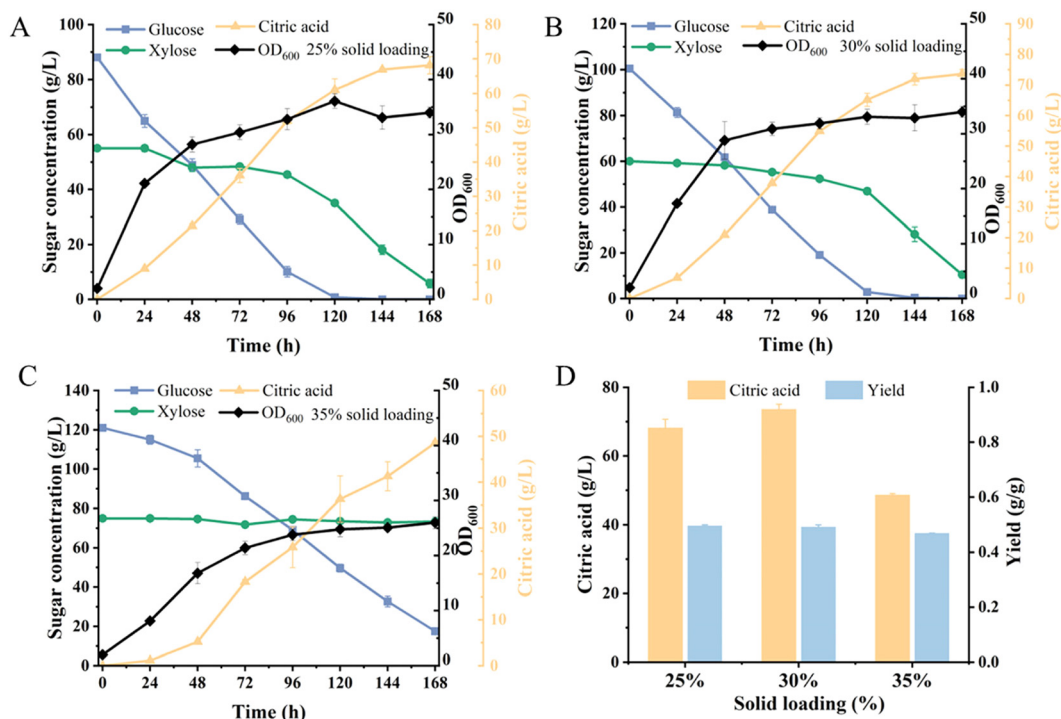 A
Glucose
Citric acid
Xylose
OD600 25% solid loading
Sugar concentration (g/L)
100
80
60
40
20
0
0 24 48 72 96 120 144 168
Time (h)
50
40
30
20
10
0
OD600
80
70
60
50
40
30
20
10
0
Citric acid (g/L)
B
Glucose
Citric acid
Xylose
OD600 30% solid loading
Sugar concentration (g/L)
120
100
80
60
40
20
0
0 24 48 72 96 120 144 168
Time (h)
50
40
30
20
10
0
OD600
90
80
70
60
50
40
30
20
10
0
Citric acid (g/L)
C
Glucose
Citric acid
Xylose
OD600 35% solid loading
Sugar concentration (g/L)
140
120
100
80
60
40
20
0
0 24 48 72 96 120 144 168
Time (h)
50
40
30
20
10
0
OD600
60
50
40
30
20
10
0
Citric acid (g/L)
D
Citric acid
Yield
Citric acid (g/L)
80
60
40
20
0
25% 30% 35%
Solid loading (%)
1.0
0.8
0.6
0.4
0.2
0.0
Yield (g/g)